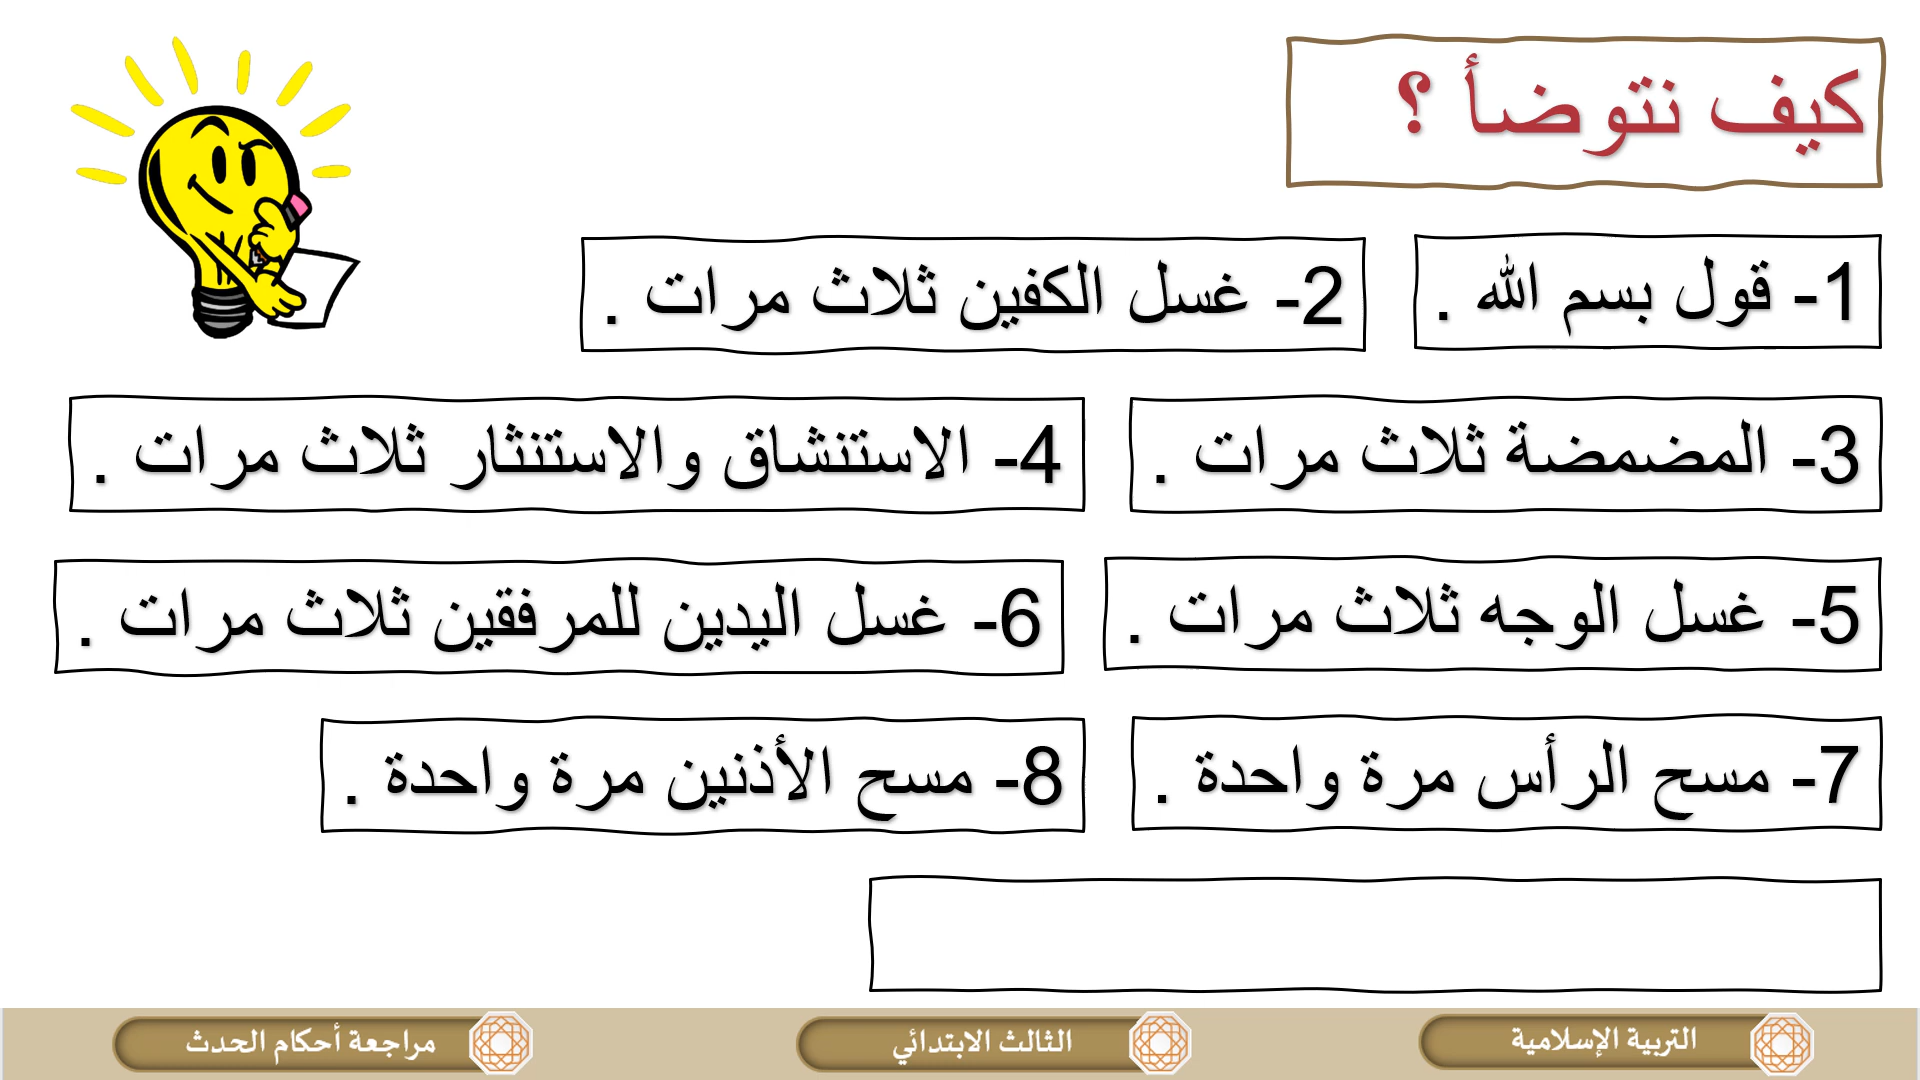 كيف نتوضأ ؟
1- قول بسم الله .
2- غسل الكفين ثلاث مرات .
3- المضمضة ثلاث مرات .
4- الاستنشاق والاستنثار ثلاث مرات .
5- غسل الوجه ثلاث مرات .
6- غسل اليدين للمرفقين ثلاث مرات .
7- مسح الرأس مرة واحدة .
8- مسح الأذنين مرة واحدة .
التربية الإسلامية
الثالث الابتدائي
مراجعة أحكام الحدث